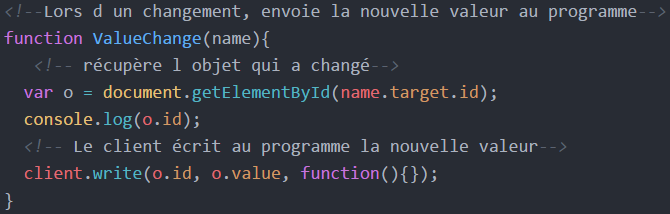 <!--Lors d un changement, envoie la nouvelle valeur au programme-->
function ValueChange(name){
<!-- récupère l objet qui a changé-->
var o = document.getElementById(name.target.id);
console.log(o.id);
<!-- Le client écrit au programme la nouvelle valeur-->
client.write(o.id, o.value, function(){});
}